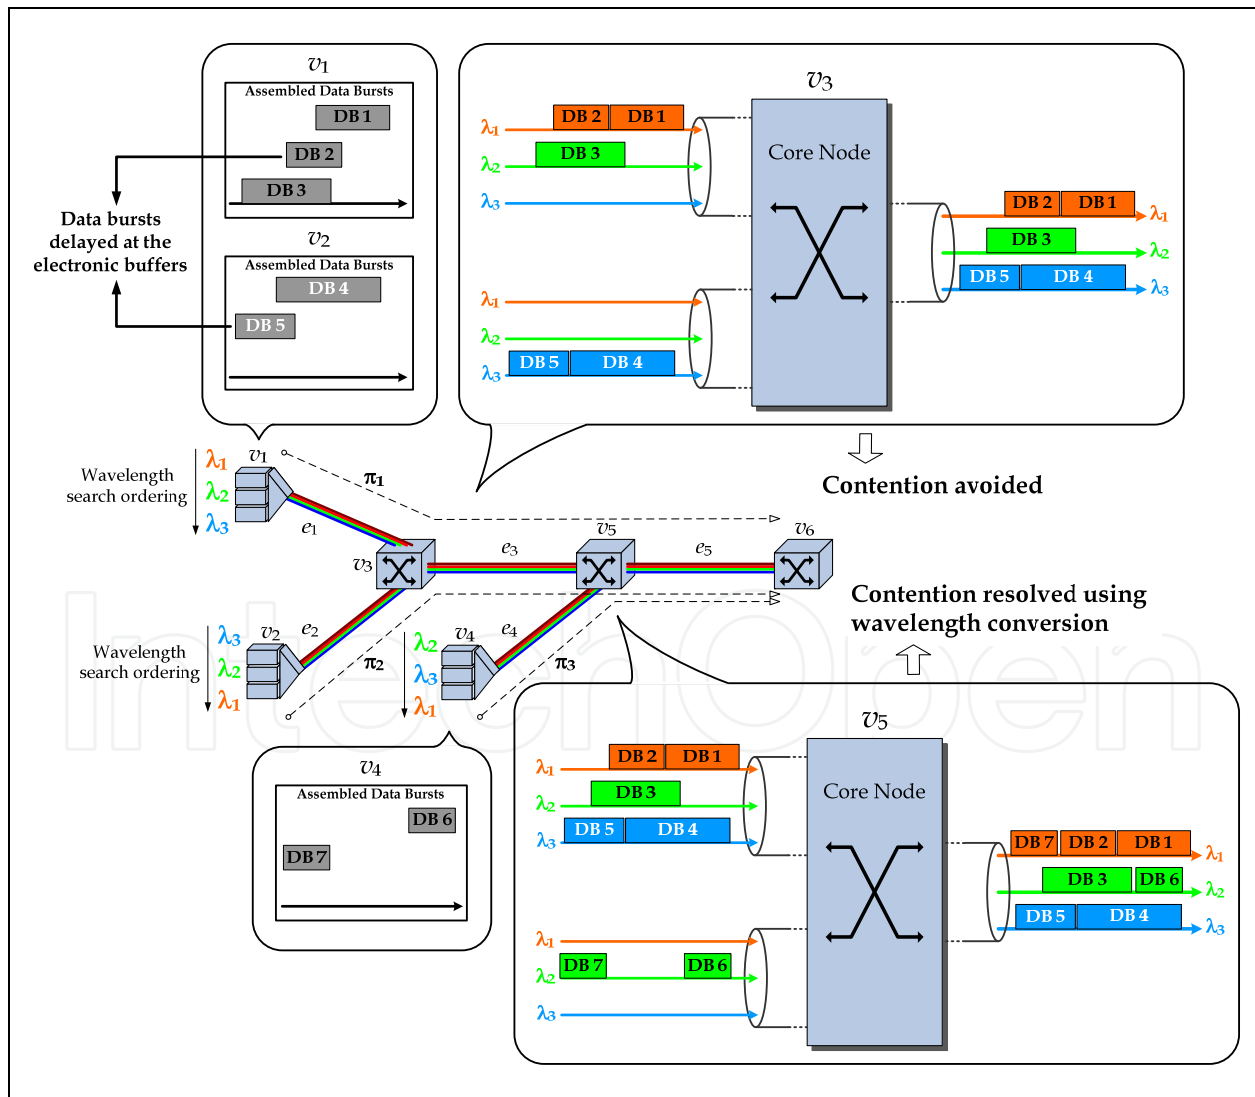 v1
Assembled Data Bursts
DB 1
DB 2
DB 3
Data bursts
delayed at the
electronic buffers
v2
Assembled Data Bursts
DB 4
DB 5
v3
Core Node
λ1
DB 2
DB 1
λ2
DB 3
λ3
λ1
λ2
λ3
DB 5
DB 4
DB 2
DB 1
λ1
DB 3
λ2
DB 5
DB 4
λ3
Contention avoided
Wavelength
search ordering
λ1
λ2
λ3
v1
e1
π1
v3
e3
v5
e5
v6
Contention resolved using
wavelength conversion
Wavelength
search ordering
λ3
λ2
λ1
v2
e2
π2
λ2
λ3
λ1
v4
e4
π3
v4
Assembled Data Bursts
DB 6
DB 7
v5
Core Node
λ1
DB 2
DB 1
λ2
DB 3
λ3
DB 5
DB 4
λ1
λ2
DB 7
DB 6
λ3
DB 7
DB 2
DB 1
λ1
DB 3
DB 6
λ2
DB 5
DB 4
λ3
IntechOpen